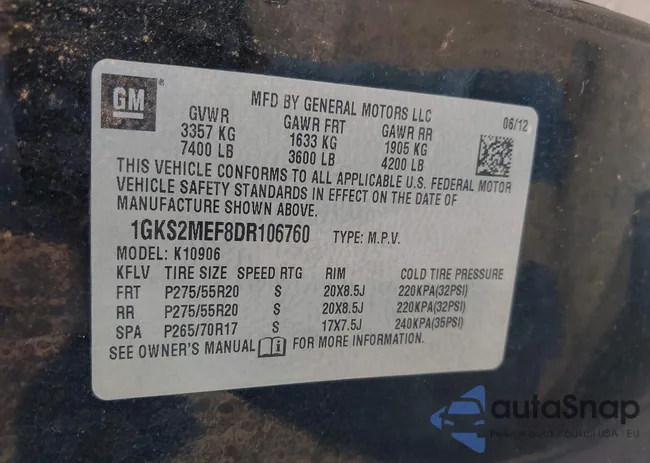 GM ®
MFD BY GENERAL MOTORS LLC
06/12
GVWR GAWR FRT GAWR RR
3357 KG 1633 KG 1905 KG
7400 LB 3600 LB 4200 LB
THIS VEHICLE CONFORMS TO ALL APPLICABLE U.S. FEDERAL MOTOR
VEHICLE SAFETY STANDARDS IN EFFECT ON THE DATE OF
MANUFACTURE SHOWN ABOVE.
1GKS2MEF8DR106760 TYPE: M.P.V.
MODEL: K10906
KFLV TIRE SIZE SPEED RTG RIM COLD TIRE PRESSURE
FRT P275/55R20 S 20X8.5J 220KPA(32PSI)
RR P275/55R20 S 20X8.5J 220KPA(32PSI)
SPA P265/70R17 S 17X7.5J 240KPA(35PSI)
SEE OWNER'S MANUAL FOR MORE INFORMATION.
autoSnap
USA | EU